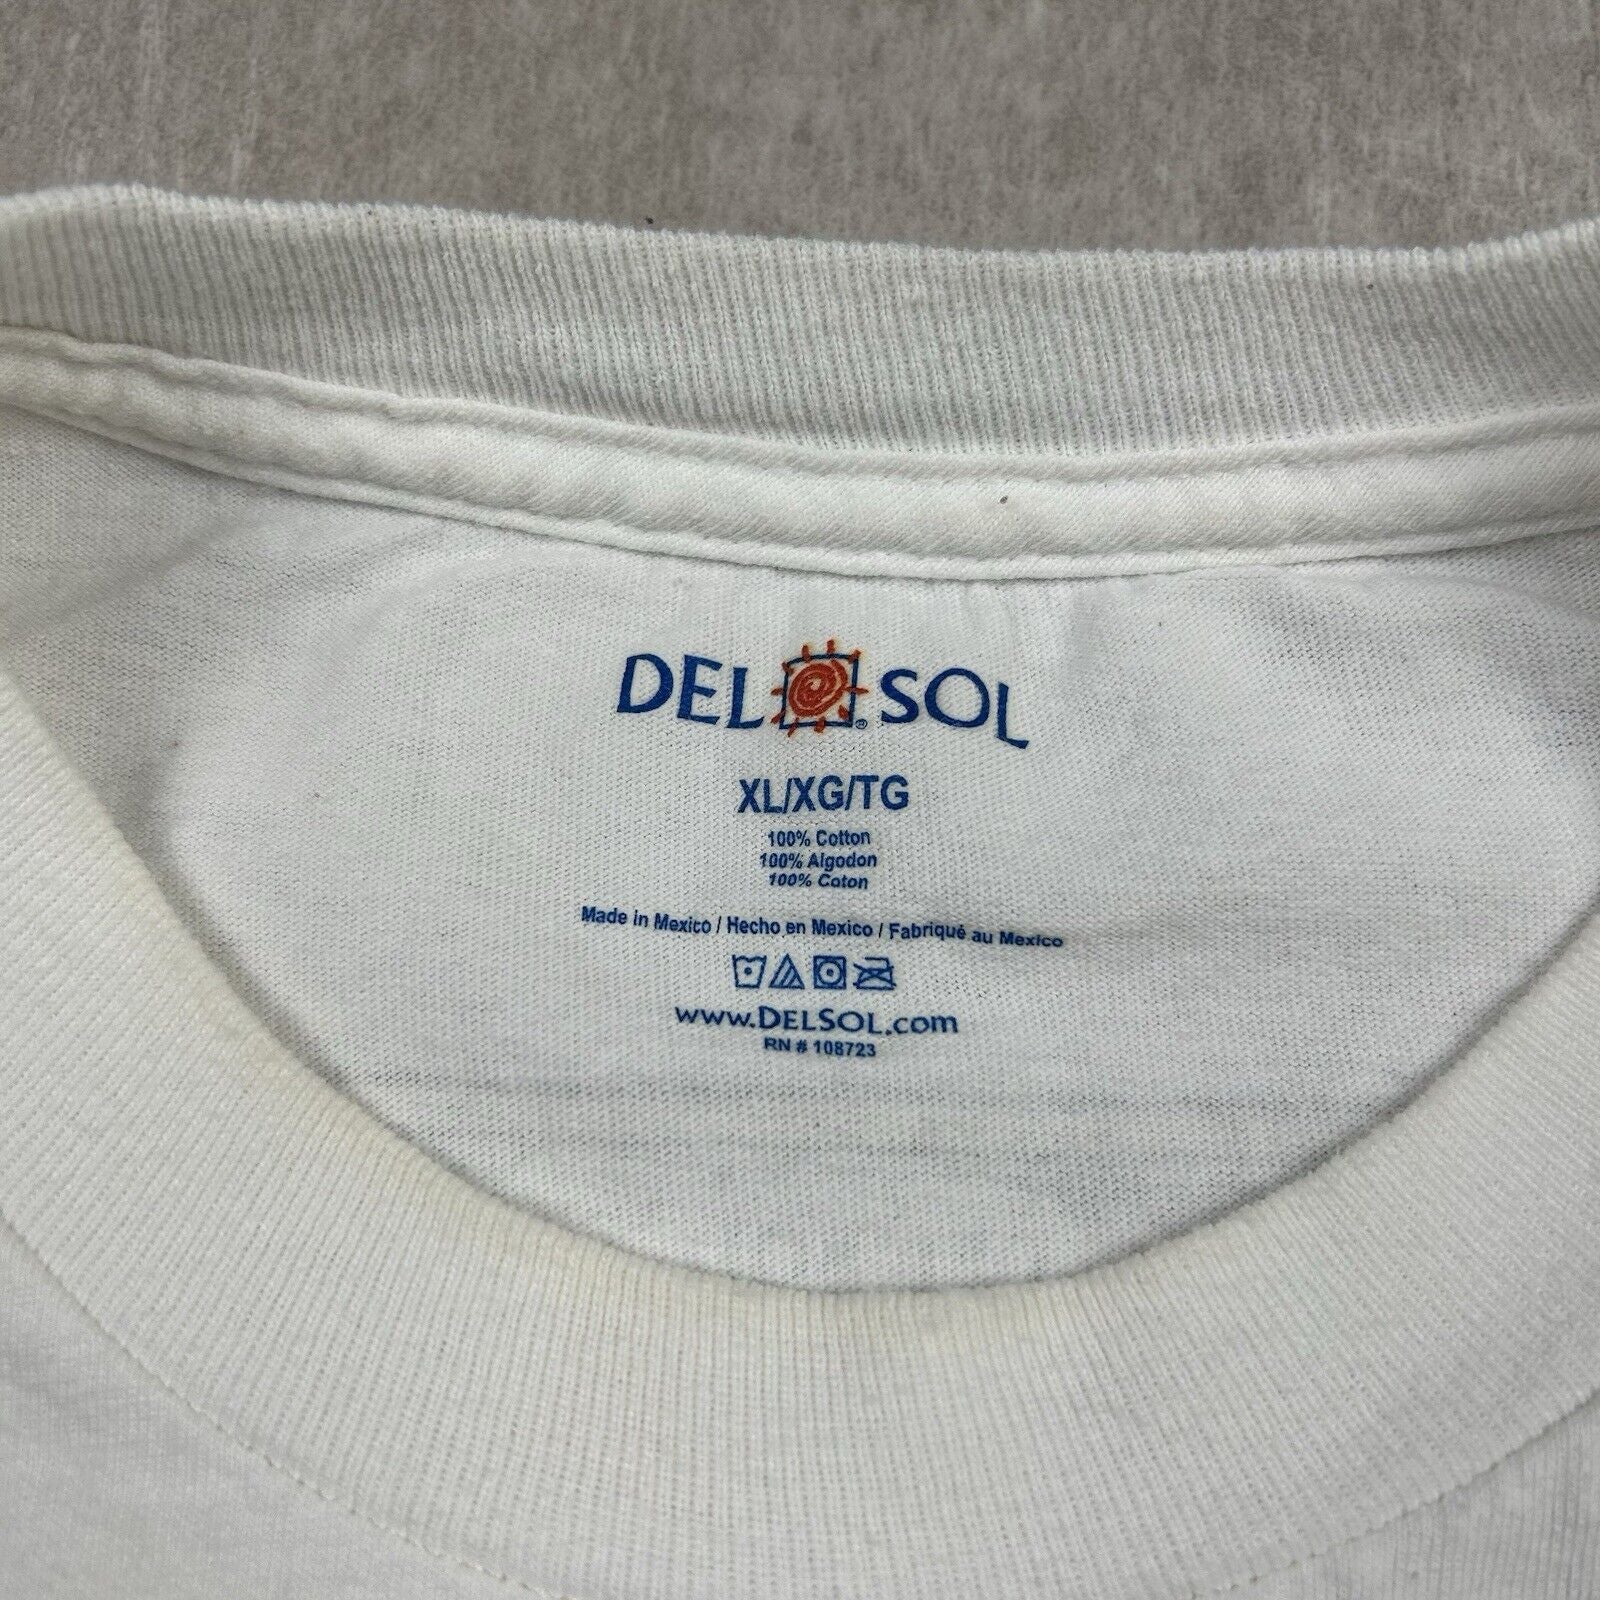 DEL SOL®
XL/XG/TG
100% Cotton
100% Algodon
100% Coton
Made in Mexico / Hecho en Mexico / Fabriqué au Mexico
www.DELSOL.com
RN # 108723